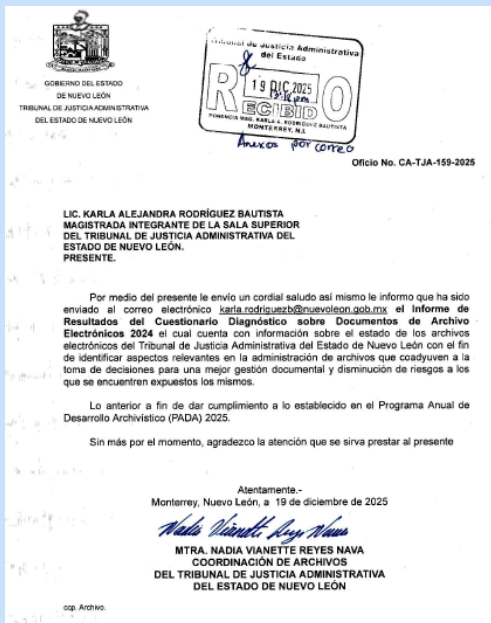 GOBIERNO DEL ESTADO
DE NUEVO LEÓN
TRIBUNAL DE JUSTICIA ADMINISTRATIVA
DEL ESTADO DE NUEVO LEÓN
Tribunal de Justicia Administrativa
del Estado
19 DIC 2025
RECIBIDO
PONENCIA MAG. KARLA A. RODRÍGUEZ BAUTISTA
MONTERREY, N.L
Anexos por correo
Oficio No. CA-TJA-159-2025
LIC. KARLA ALEJANDRA RODRÍGUEZ BAUTISTA
MAGISTRADA INTEGRANTE DE LA SALA SUPERIOR
DEL TRIBUNAL DE JUSTICIA ADMINISTRATIVA DEL
ESTADO DE NUEVO LEÓN.
PRESENTE.
Por medio del presente le envío un cordial saludo así mismo le informo que ha sido
enviado al correo electrónico karla.rodriguezb@nuevoleon.gob.mx el Informe de
Resultados del Cuestionario Diagnóstico sobre Documentos de Archivo
Electrónicos 2024 el cual cuenta con información sobre el estado de los archivos
electrónicos del Tribunal de Justicia Administrativa del Estado de Nuevo León con el fin
de identificar aspectos relevantes en la administración de archivos que coadyuven a la
toma de decisiones para una mejor gestión documental y disminución de riesgos a los
que se encuentren expuestos los mismos.
Lo anterior a fin de dar cumplimiento a lo establecido en el Programa Anual de
Desarrollo Archivístico (PADA) 2025.
Sin más por el momento, agradezco la atención que se sirva prestar al presente
Atentamente.-
Monterrey, Nuevo León, a 19 de diciembre de 2025
MTRA. NADIA VIANETTE REYES NAVA
COORDINACIÓN DE ARCHIVOS
DEL TRIBUNAL DE JUSTICIA ADMINISTRATIVA
DEL ESTADO DE NUEVO LEÓN
ccp. Archivo.